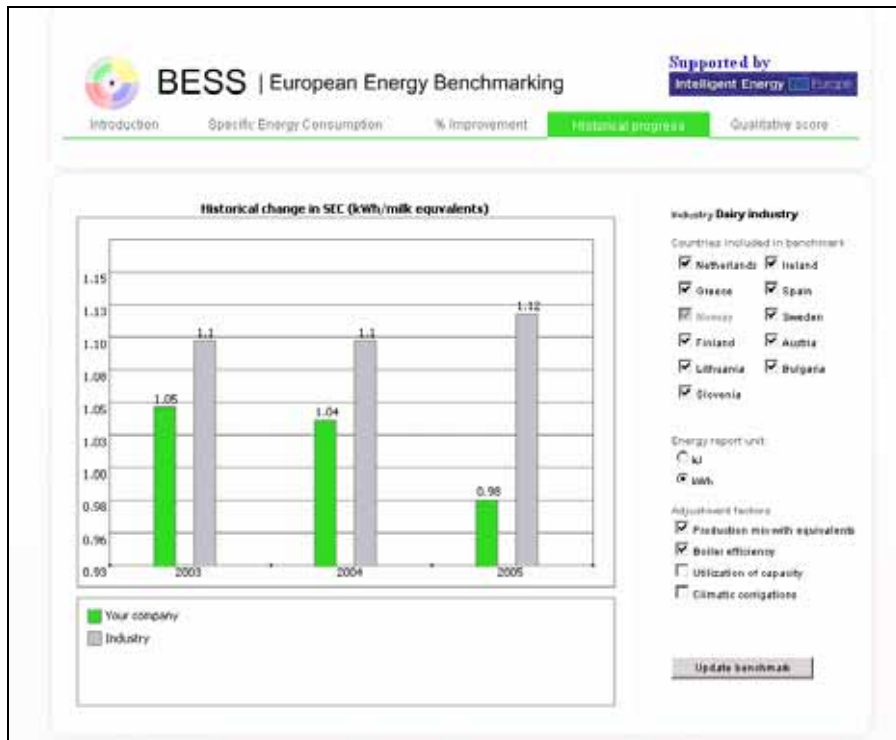 Supported by
BESS | European Energy Benchmarking
Intelligent Energy Europe
Introduction Specific Energy Consumption % Improvement Historical progress Qualitative score
Historical change in SEC (kWh/milk equvalents)
1.15
1.13
1.10
1.08
1.05
1.03
1.00
0.98
0.96
0.93
1.05
1.1
1.04
1.1
0.98
1.12
2003 2004 2005
Your company
Industry
Industry Dairy industry
Countries included in benchmark
Netherlands Ireland
Greece Spain
Norway Sweden
Finland Austria
Lithuania Bulgaria
Slovenia
Energy report unit
kJ
kWh
Adjustment factors
Production mix with equivalents
Boiler efficiency
Utilization of capacity
Climatic corrigations
Update benchmark